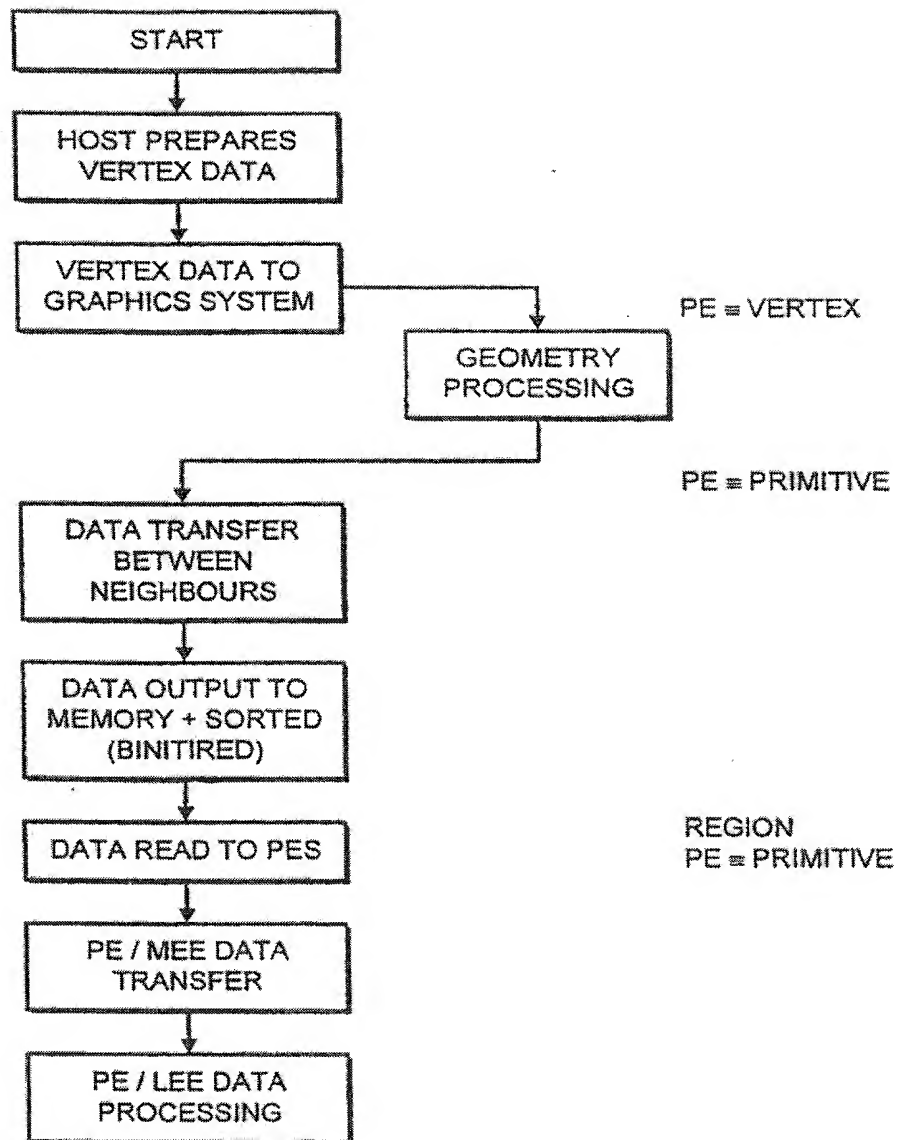 START
HOST PREPARES
VERTEX DATA
VERTEX DATA TO
GRAPHICS SYSTEM
PE ≡ VERTEX
GEOMETRY
PROCESSING
PE ≡ PRIMITIVE
DATA TRANSFER
BETWEEN
NEIGHBOURS
DATA OUTPUT TO
MEMORY + SORTED
(BINITIRED)
DATA READ TO PES
REGION
PE ≡ PRIMITIVE
PE / MEE DATA
TRANSFER
PE / LEE DATA
PROCESSING